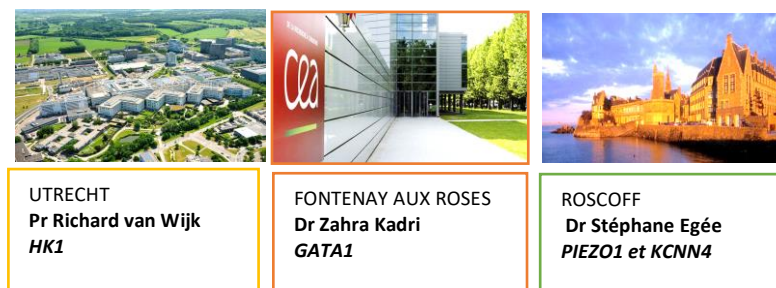 cea
UTRECHT
Pr Richard van Wijk
HK1
FONTENAY AUX ROSES
Dr Zahra Kadri
GATA1
ROSCOFF
Dr Stéphane Egée
PIEZO1 et KCNN4